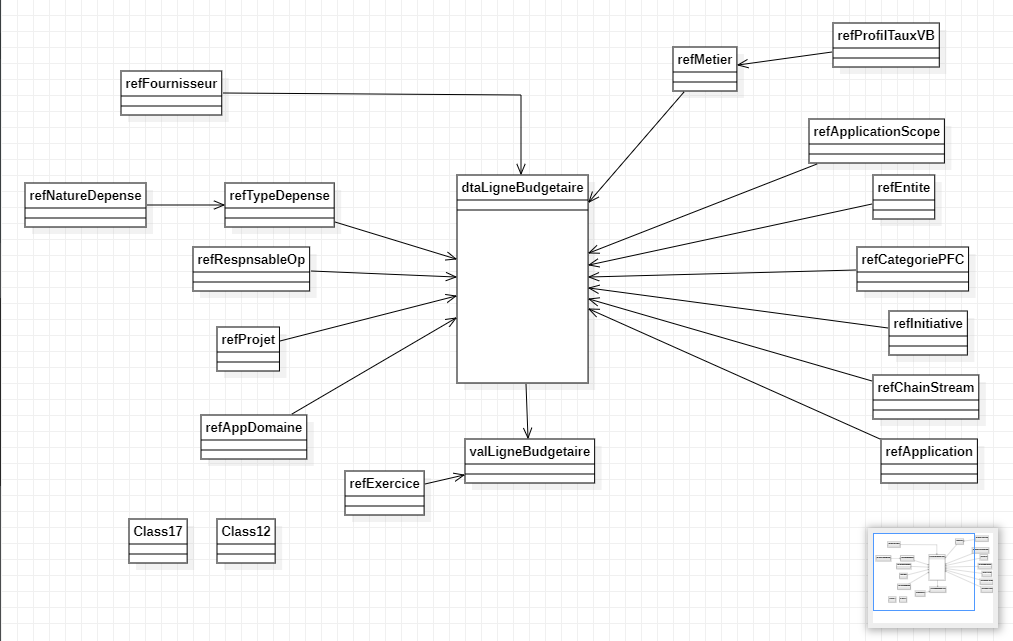 refProfilTauxVB
refMetier
refFournisseur
refApplicationScope
dtaLigneBudgetaire
refEntite
refNatureDepense
refTypeDepense
refRespnsableOp
refCategoriePFC
refInitiative
refProjet
refChainStream
refAppDomaine
valLigneBudgetaire
refApplication
refExercice
Class17
Class12